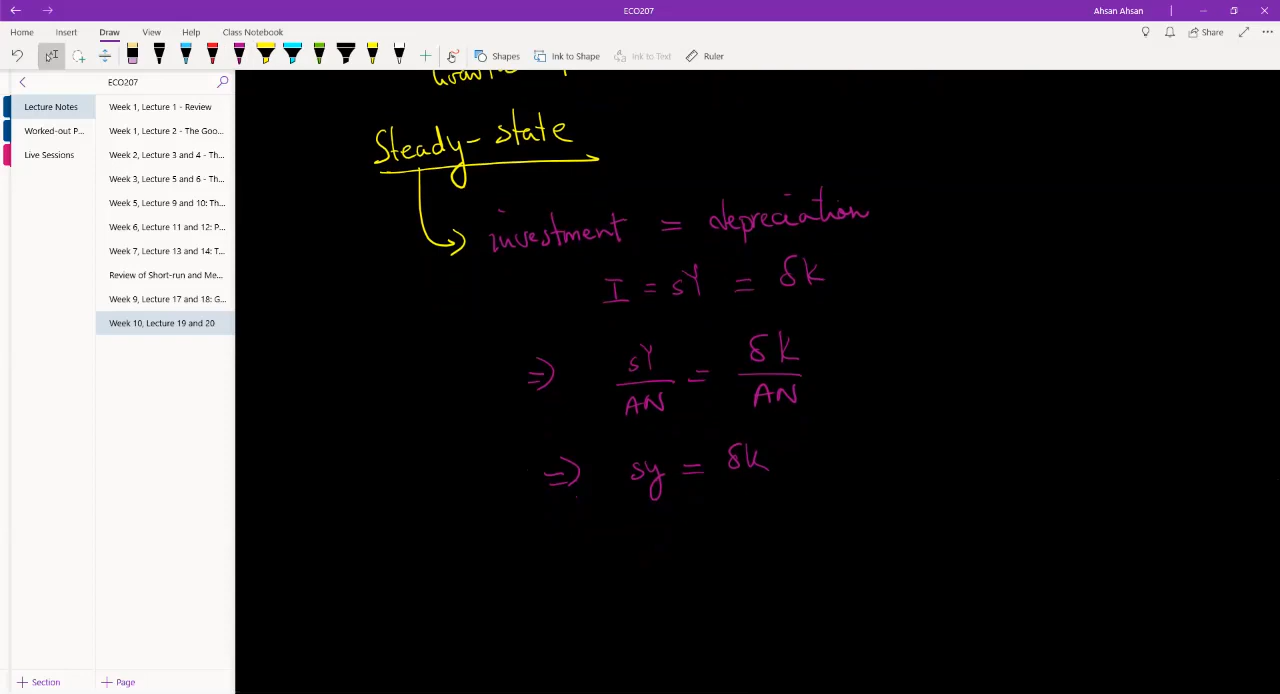 ECO207
Ahsan Ahsan
Home Insert Draw View Help Class Notebook
Share
Shapes Ink to Shape Ink to Text Ruler
ECO207
Lecture Notes
Worked-out P...
Live Sessions
Week 1, Lecture 1 - Review
Week 1, Lecture 2 - The Goo...
Week 2, Lecture 3 and 4 - Th...
Week 3, Lecture 5 and 6 - Th...
Week 5, Lecture 9 and 10: Th...
Week 6, Lecture 11 and 12: P...
Week 7, Lecture 13 and 14: T...
Review of Short-run and Me...
Week 9, Lecture 17 and 18: G...
Week 10, Lecture 19 and 20
+ Section
+ Page
Steady-state
investment = depreciation
I = sY = δK
⇒ sY/AN = δK/AN
⇒ sy = δk